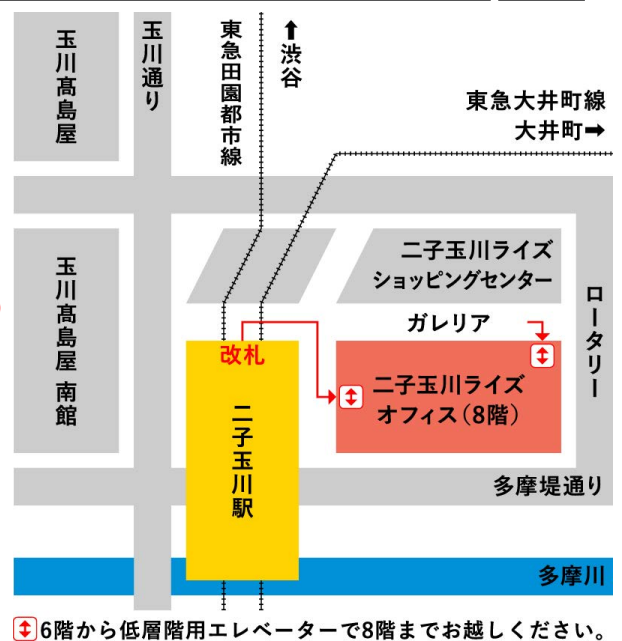 玉川髙島屋
玉川通り
東急田園都市線
⬆渋谷
東急大井町線
大井町➡
玉川髙島屋 南館
二子玉川ライズ
ショッピングセンター
ロータリー
ガレリア
改札
二子玉川駅
二子玉川ライズ
オフィス（8階）
多摩堤通り
多摩川
6階から低層階用エレベーターで8階までお越しください。